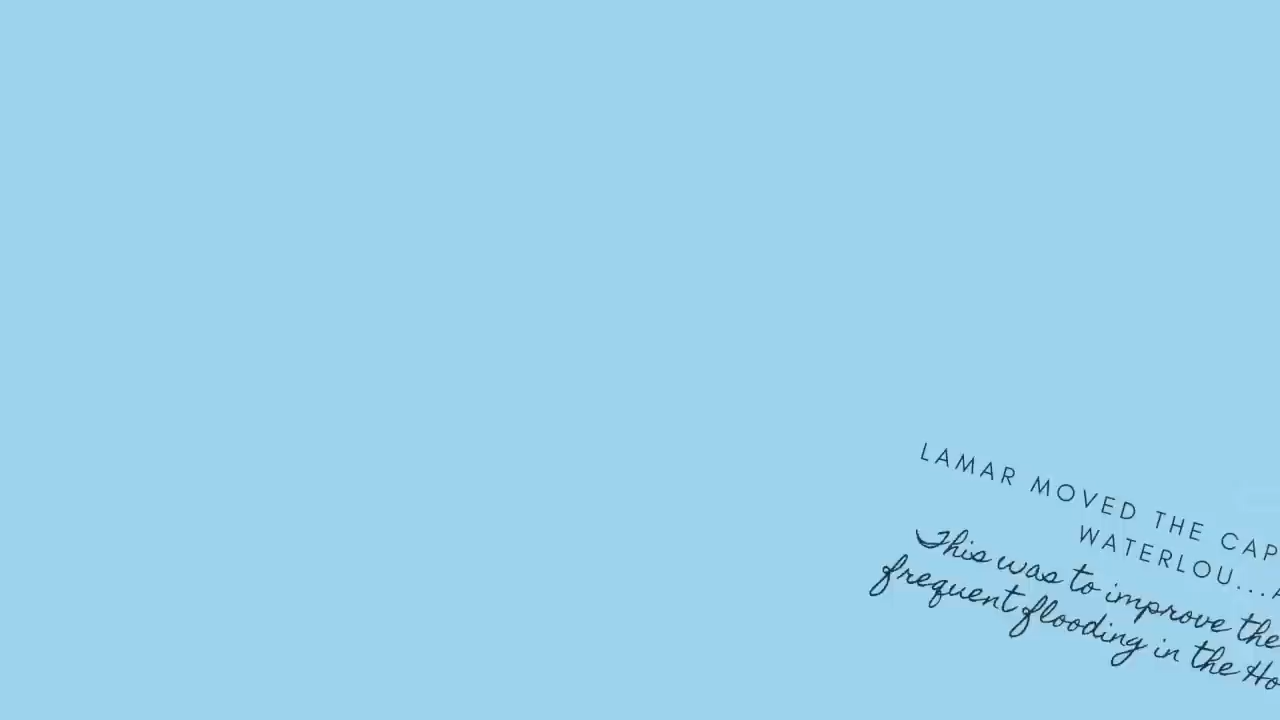 LAMAR MOVED THE CAP
WATERLOU...
This was to improve the
frequent flooding in the Ho